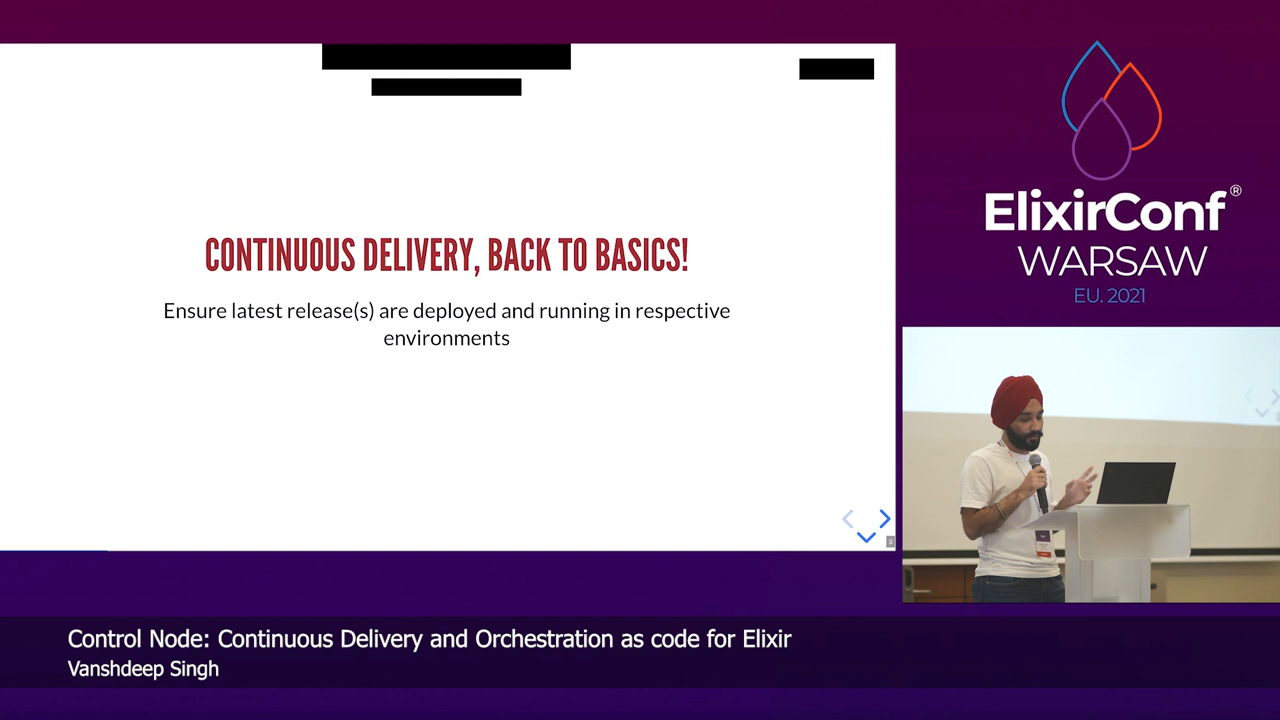 CONTINUOUS DELIVERY, BACK TO BASICS!
Ensure latest release(s) are deployed and running in respective
environments
3
ElixirConf®
WARSAW
EU. 2021
Control Node: Continuous Delivery and Orchestration as code for Elixir
Vanshdeep Singh